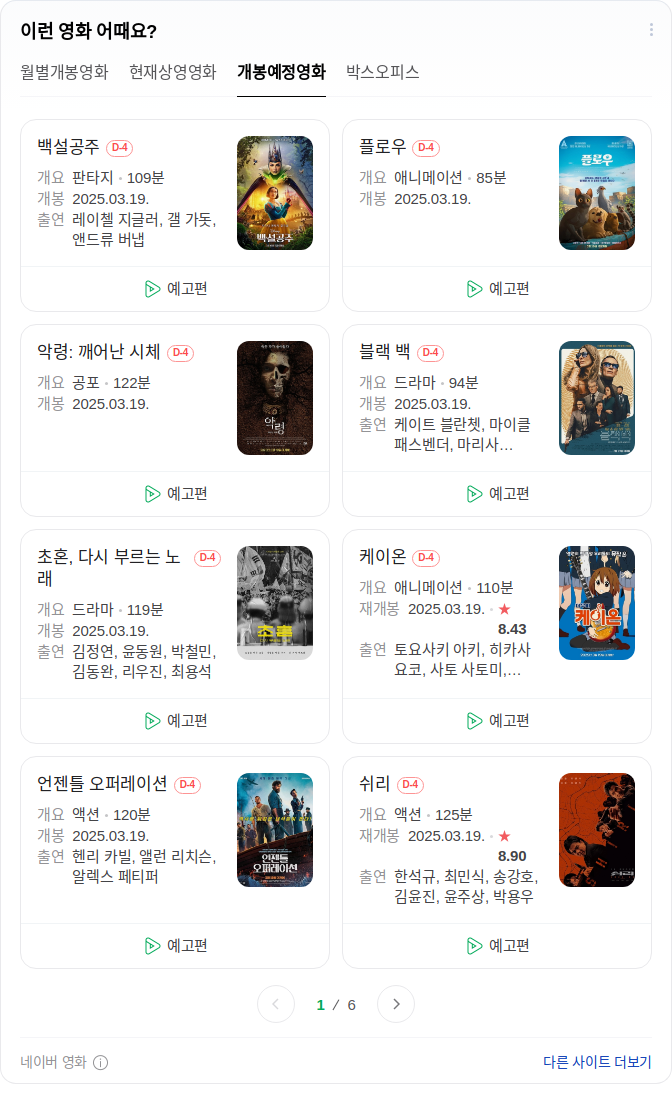 이런 영화 어때요?
월별개봉영화 현재상영영화 개봉예정영화 박스오피스
백설공주 D-4
개요 판타지 109분
개봉 2025.03.19.
출연 레이첼 지글러, 갤 가돗,
앤드류 버냅
백설공주
예고편
플로우 D-4
개요 애니메이션 85분
개봉 2025.03.19.
플로우
예고편
악령: 깨어난 시체 D-4
개요 공포 122분
개봉 2025.03.19.
악령
예고편
블랙 백 D-4
개요 드라마 94분
개봉 2025.03.19.
출연 케이트 블란쳇, 마이클
패스벤더, 마리사...
예고편
초혼, 다시 부르는 노 D-4
래
개요 드라마 119분
개봉 2025.03.19.
출연 김정연, 윤동원, 박철민,
김동완, 리우진, 최용석
초혼
예고편
케이온 D-4
개요 애니메이션 110분
재개봉 2025.03.19. ★
8.43
출연 토요사키 아키, 히카사
요코, 사토 사토미,...
케이온
예고편
언젠틀 오퍼레이션 D-4
개요 액션 120분
개봉 2025.03.19.
출연 헨리 카빌, 앨런 리치슨,
알렉스 페티퍼
언젠틀
오퍼레이션
예고편
쉬리 D-4
개요 액션 125분
재개봉 2025.03.19. ★
8.90
출연 한석규, 최민식, 송강호,
김윤진, 윤주상, 박용우
예고편
1 / 6
네이버 영화
다른 사이트 더보기